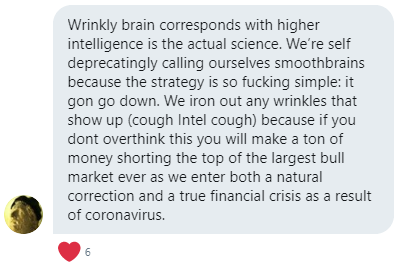 Wrinkly brain corresponds with higher
intelligence is the actual science. We’re self
deprecatingly calling ourselves smoothbrains
because the strategy is so fucking simple: it
gon go down. We iron out any wrinkles that
show up (cough Intel cough) because if you
dont overthink this you will make a ton of
money shorting the top of the largest bull
market ever as we enter both a natural
correction and a true financial crisis as a result
of coronavirus.
6